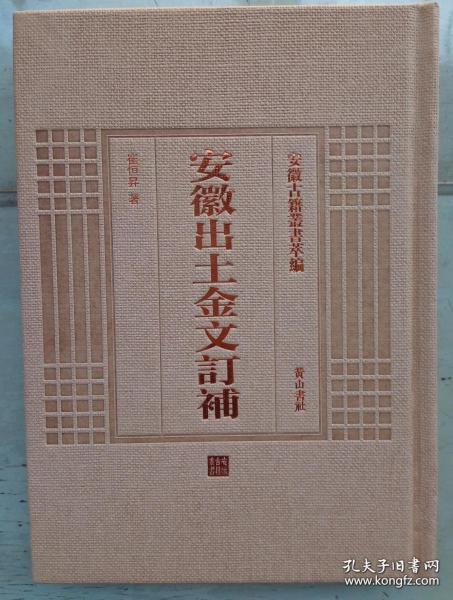 安徽古籍叢書萃編
安徽出土金文訂補
崔恒昇 著
黄山書社
孔夫子旧书网
www.kongfz.com